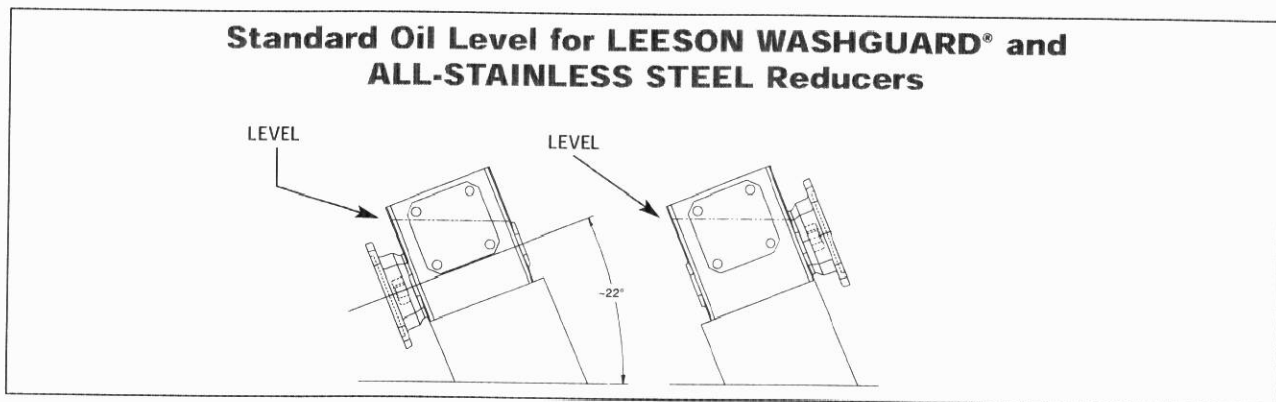 Standard Oil Level for LEESON WASHGUARD® and
ALL-STAINLESS STEEL Reducers
LEVEL
LEVEL
~22°